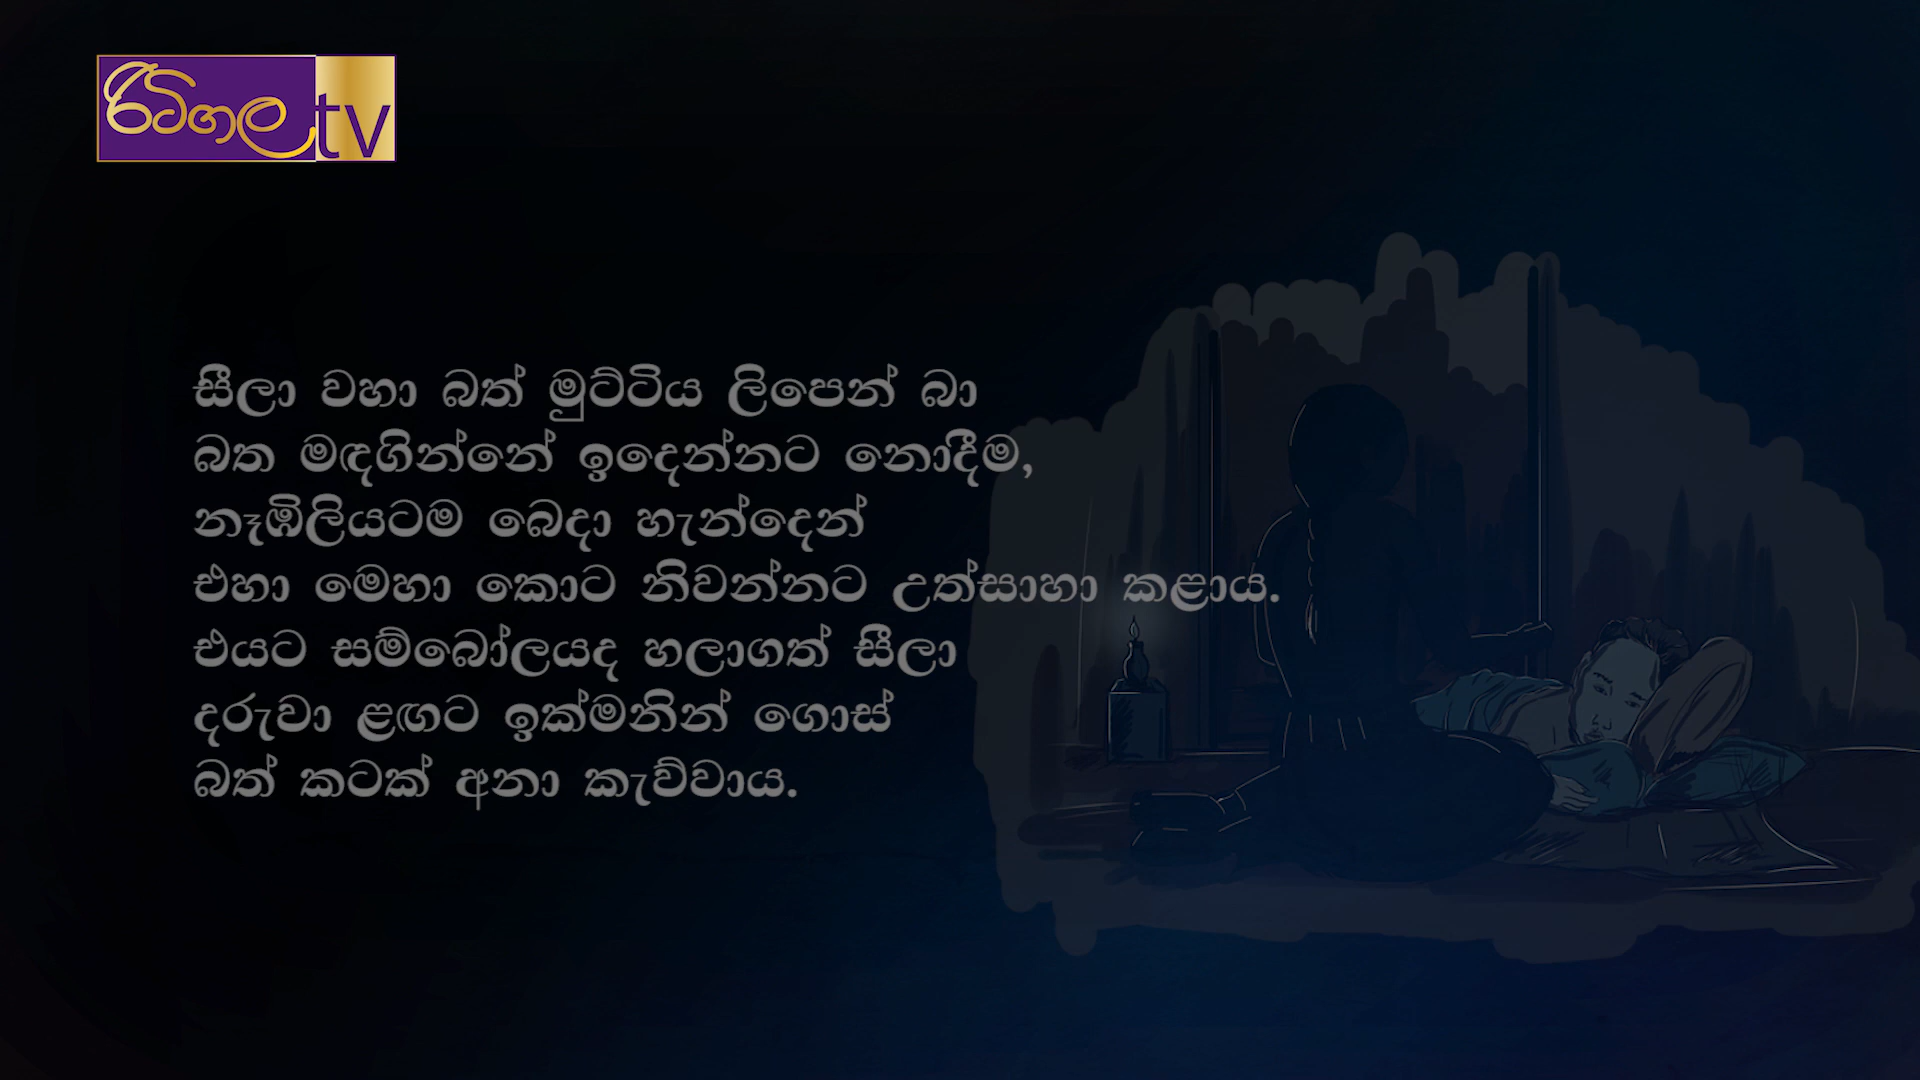 රිටිගල tv
සීලා වහා බත් මුට්ටිය ලිපෙන් බා
බත මඳගින්නේ ඉදෙන්නට නොදීම,
නෑඹිලියටම බෙදා හැන්දෙන්
එහා මෙහා කොට නිවන්නට උත්සාහා කළාය.
එයට සම්බෝලයද හලාගත් සීලා
දරුවා ළඟට ඉක්මනින් ගොස්
බත් කටක් අනා කැව්වාය.